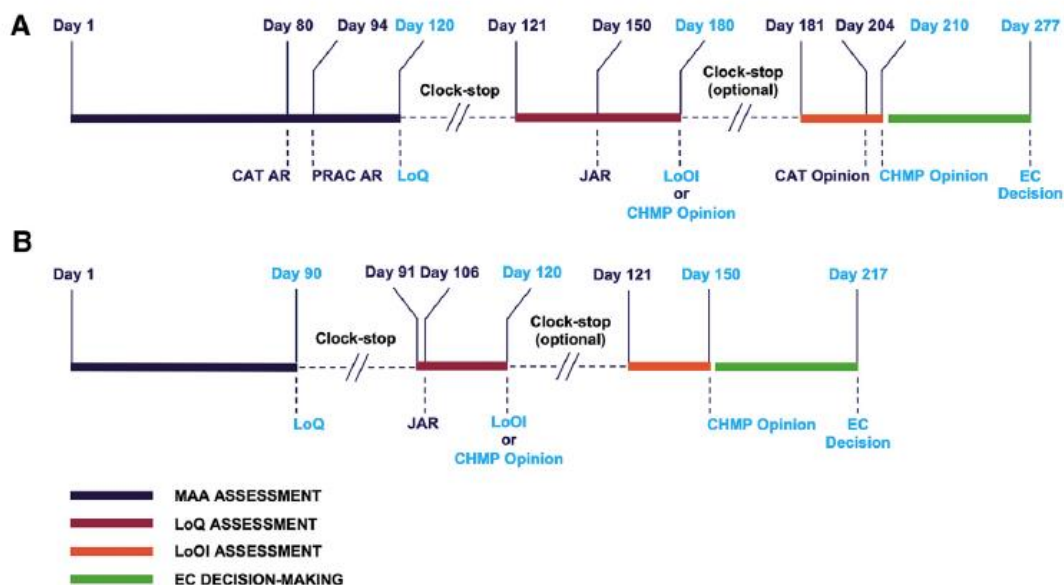 A
Day 1 Day 80 Day 94 Day 120 Day 121 Day 150 Day 180 Day 181 Day 204 Day 210 Day 277
Clock-stop
Clock-stop
(optional)
CAT AR PRAC AR LoQ JAR LoOI CAT Opinion CHMP Opinion EC
or Decision
CHMP Opinion
B
Day 1 Day 90 Day 91 Day 106 Day 120 Day 121 Day 150 Day 217
Clock-stop
Clock-stop
(optional)
LoQ JAR LoOI CHMP Opinion EC
or Decision
CHMP Opinion
MAA ASSESSMENT
LoQ ASSESSMENT
LoOI ASSESSMENT
EC DECISION-MAKING